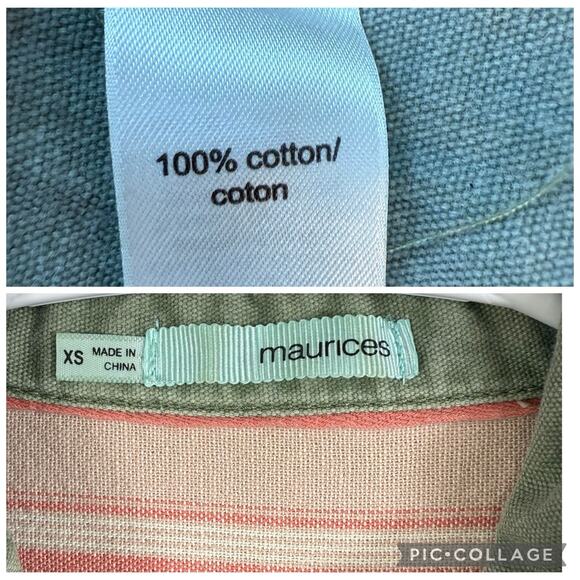 100% cotton/
coton
XS MADE IN
CHINA
maurices
PIC•COLLAGE